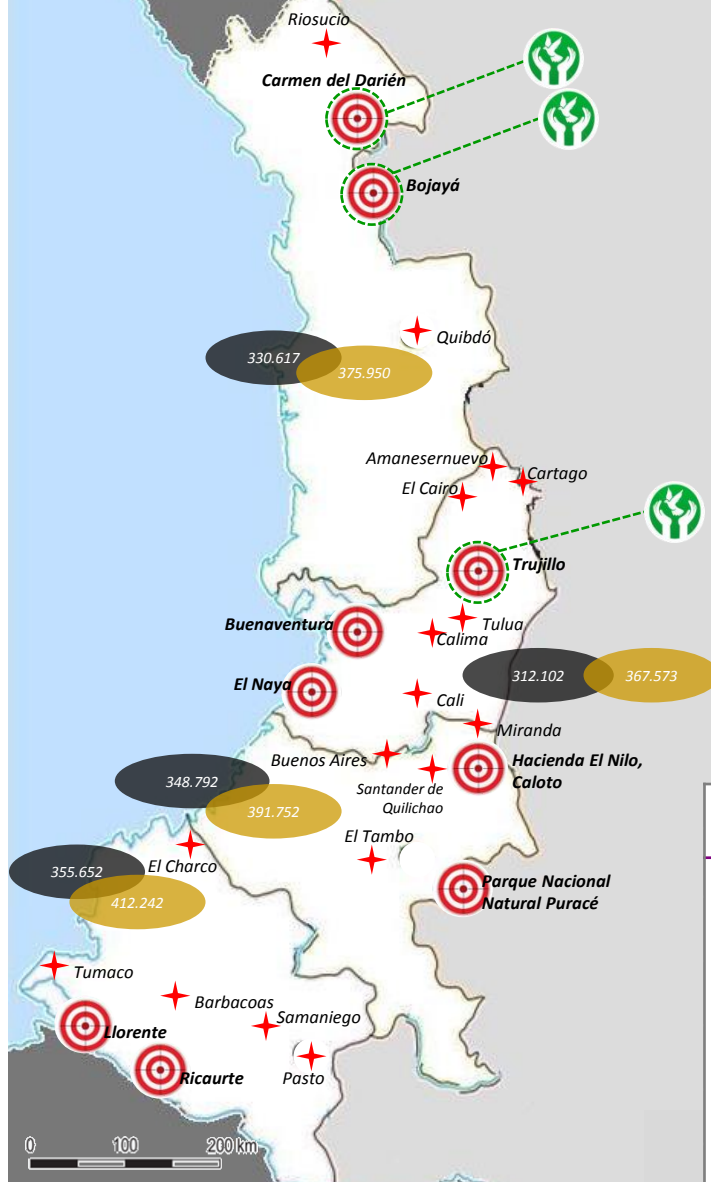 Riosucio
Carmen del Darién
Bojayá
Quibdó
330.617
375.950
Amanesernuevo
Cartago
El Cairo
Trujillo
Buenaventura
Tulua
Calima
El Naya
312.102
367.573
Cali
Miranda
Buenos Aires
Hacienda El Nilo,
Caloto
348.792
Santander de
Quilichao
391.752
El Tambo
El Charco
355.652
412.242
Parque Nacional
Natural Puracé
Tumaco
Barbacoas
Samaniego
Llorente
Ricaurte
Pasto
0 100 200 km